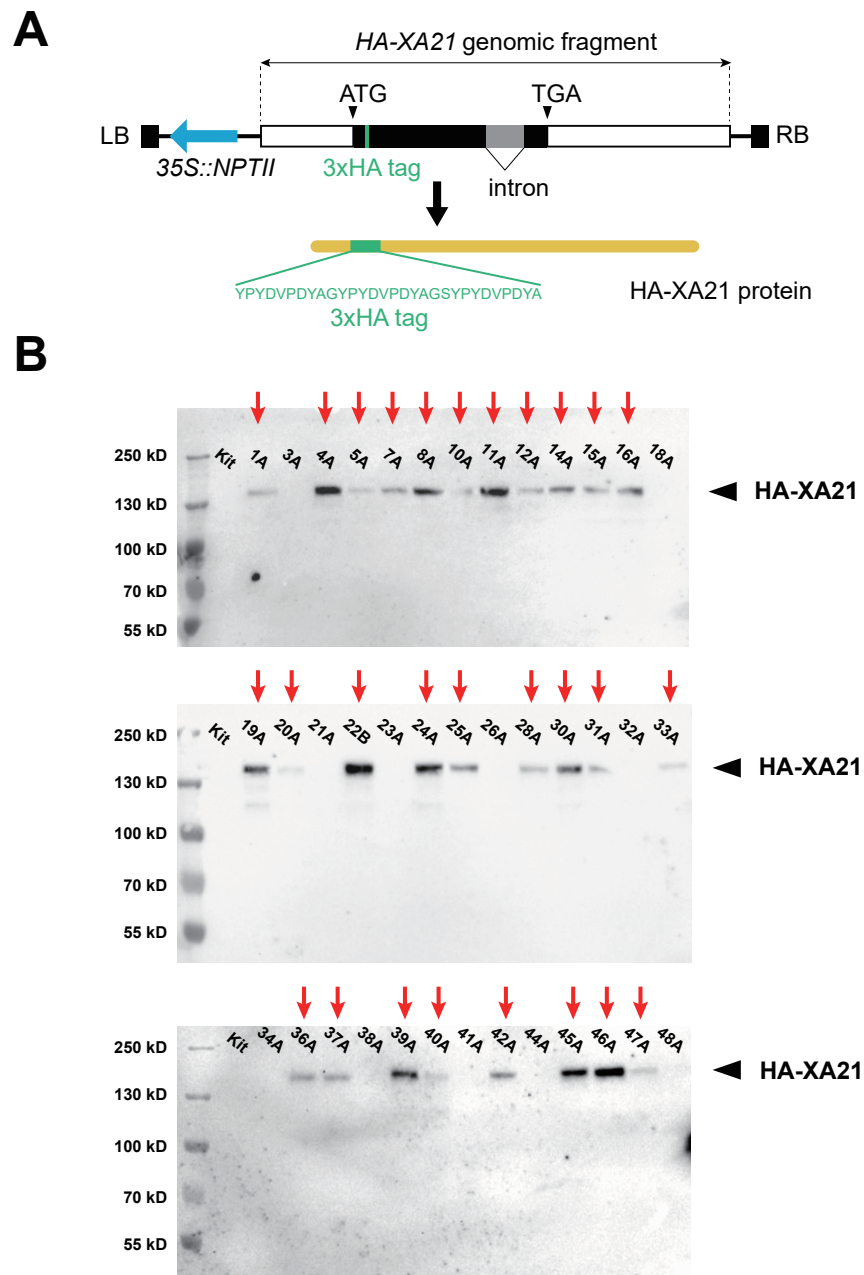 A
HA-XA21 genomic fragment
ATG TGA
LB RB
35S::NPTII 3xHA tag
intron
YPYDVPDYAGYPYDVPDYAGSYPYDVPDYA
HA-XA21 protein
3xHA tag
B
Kit 1A 3A 4A 5A 7A 8A 10A 11A 12A 14A 15A 16A 18A
250 kD
HA-XA21
130 kD
100 kD
70 kD
55 kD
Kit 19A 20A 21A 22B 23A 24A 25A 26A 28A 30A 31A 32A 33A
250 kD
HA-XA21
130 kD
100 kD
70 kD
55 kD
Kit 34A 36A 37A 38A 39A 40A 41A 42A 44A 45A 46A 47A 48A
250 kD
HA-XA21
130 kD
100 kD
70 kD
55 kD